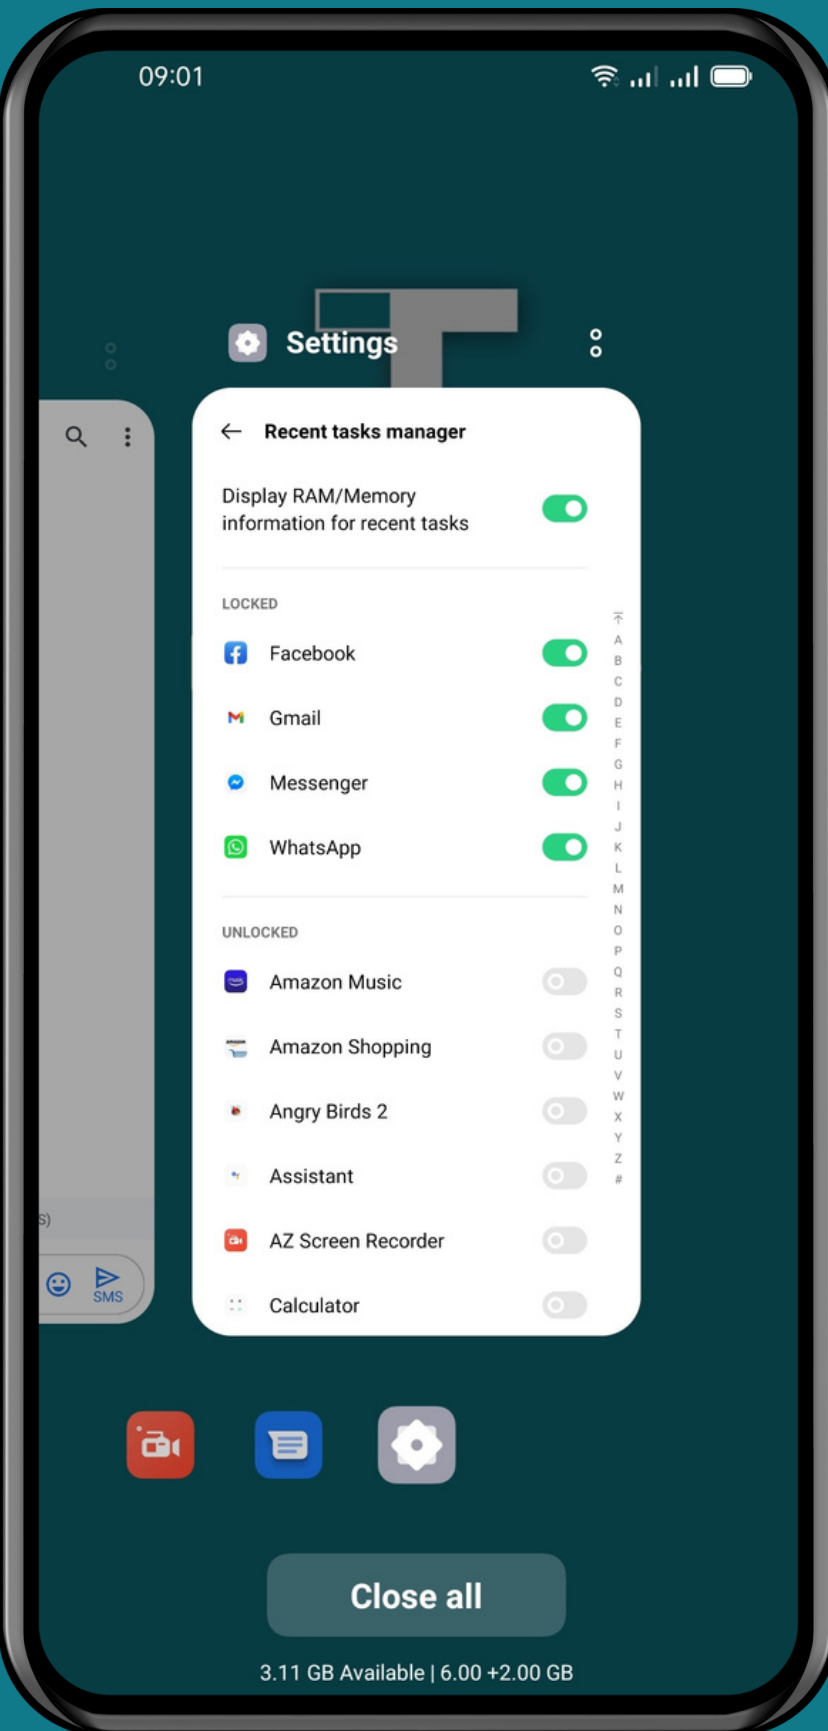 09:01
Settings
Recent tasks manager
Display RAM/Memory
information for recent tasks
LOCKED
Facebook
Gmail
Messenger
WhatsApp
UNLOCKED
Amazon Music
Amazon Shopping
Angry Birds 2
Assistant
AZ Screen Recorder
Calculator
A
B
C
D
E
F
G
H
I
J
K
L
M
N
O
P
Q
R
S
T
U
V
W
X
Y
Z
#
S)
SMS
Close all
3.11 GB Available | 6.00 +2.00 GB